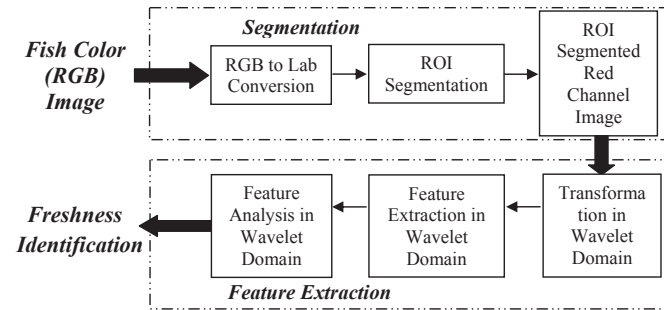 Segmentation
Fish Color
(RGB)
Image
RGB to Lab
Conversion
ROI
Segmentation
ROI
Segmented
Red
Channel
Image
Transforma
tion in
Wavelet
Domain
Feature
Extraction in
Wavelet
Domain
Feature
Analysis in
Wavelet
Domain
Freshness
Identification
Feature Extraction